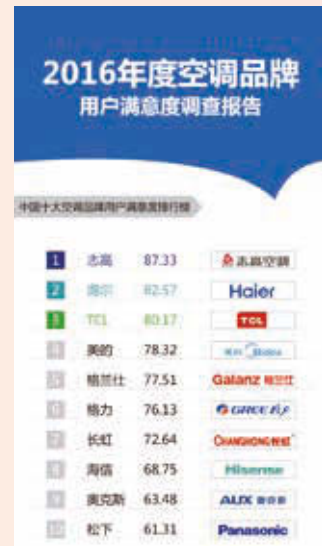 2016年度空调品牌
用户满意度调查报告
中国十大空调品牌用户满意度排行榜
1 志高 87.33 志高空調
2 海尔 82.57 Haier
3 TCL 80.17 TCL
4 美的 78.32 美的 Midea
5 格兰仕 77.51 Galanz 格兰仕
6 格力 76.13 GREE 格力
7 长虹 72.64 CHANGHONG 长虹
8 海信 68.75 Hisense
9 奥克斯 63.48 AUX 奥克斯
10 松下 61.31 Panasonic